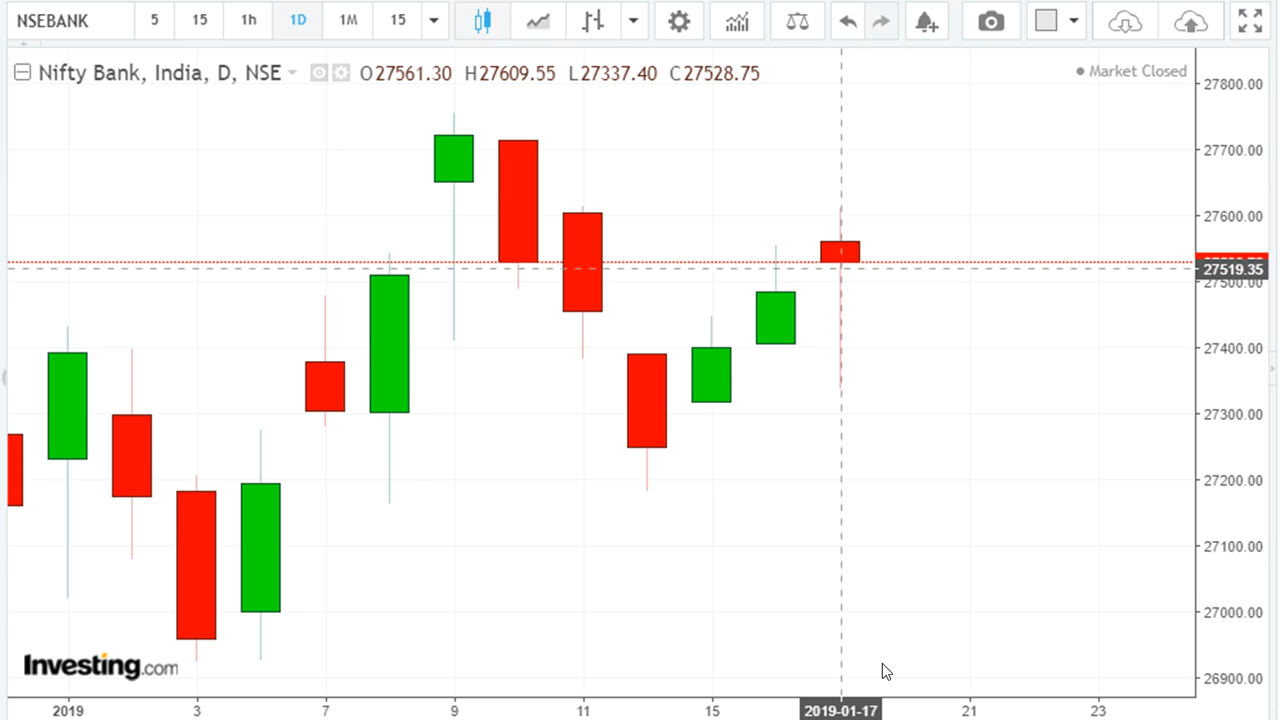 NSEBANK 5 15 1h 1D 1M 15
Nifty Bank, India, D, NSE O27561.30 H27609.55 L27337.40 C27528.75
Market Closed
27800.00
27700.00
27600.00
27519.35
27500.00
27400.00
27300.00
27200.00
27100.00
27000.00
26900.00
Investing.com
2019 3 7 9 11 15 2019-01-17 21 23